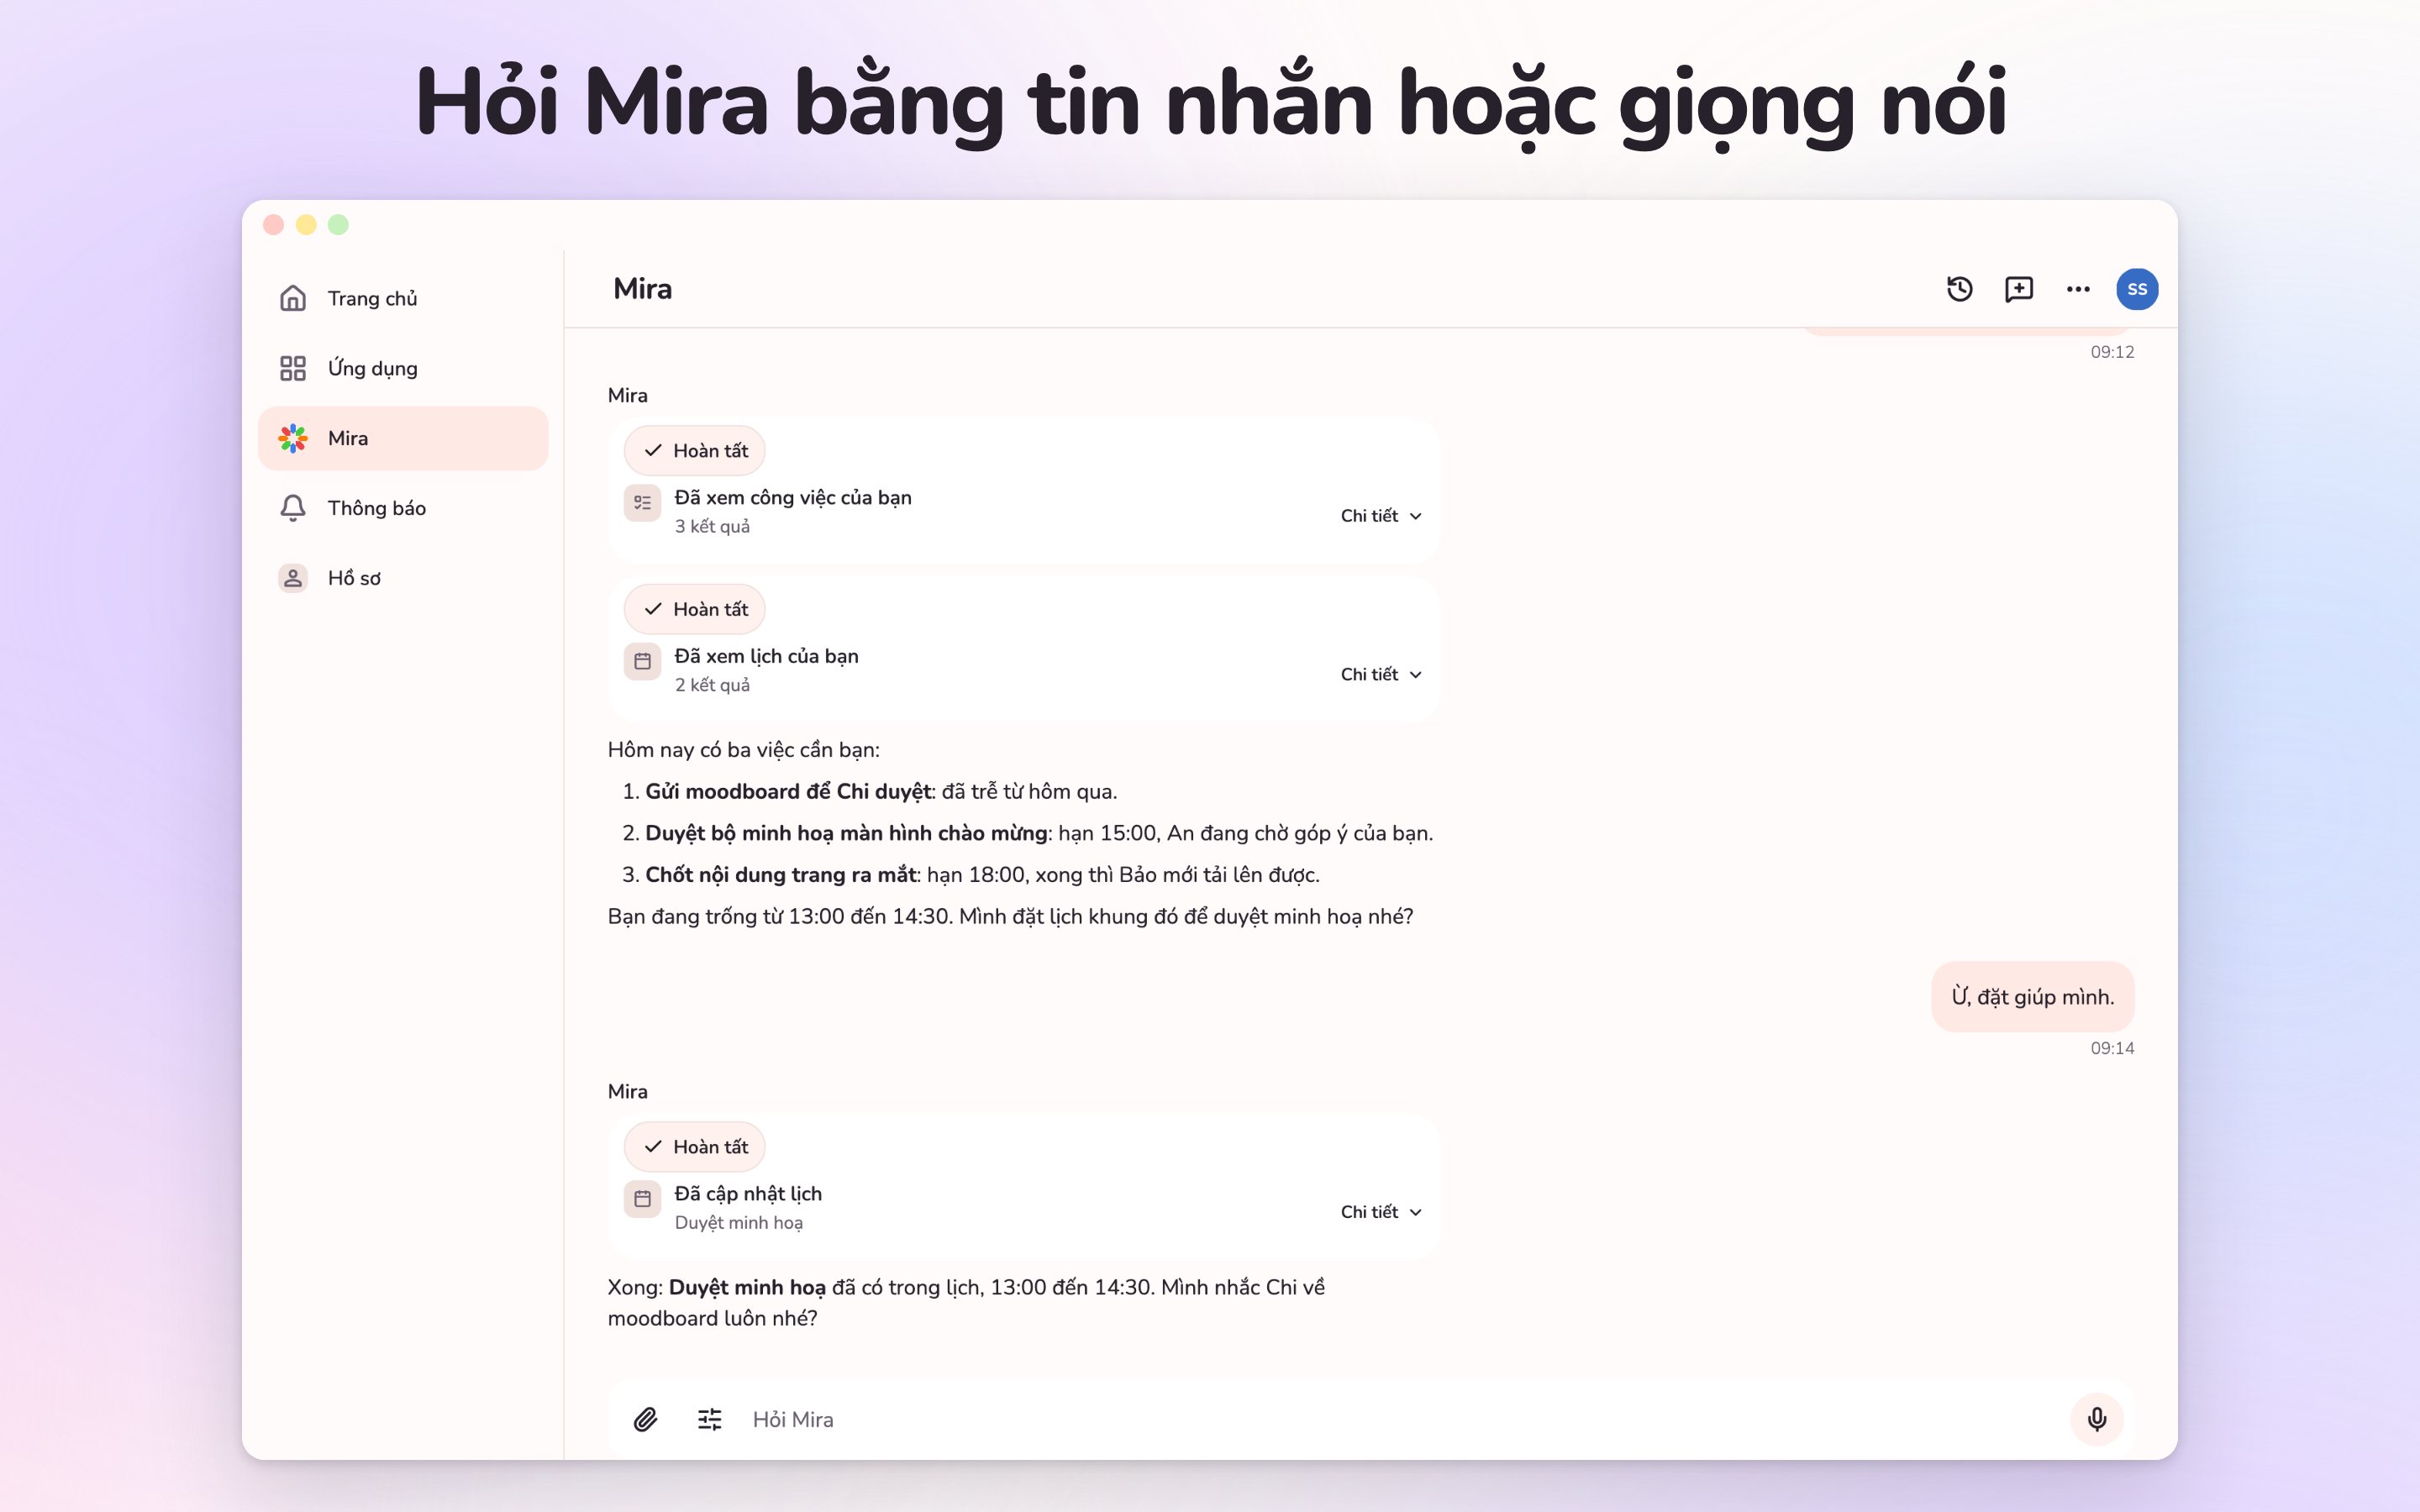 Hỏi Mira bằng tin nhắn hoặc giọng nói
Trang chủ
Ứng dụng
Mira
Thông báo
Hồ sơ
Mira
SS
09:12
Mira
Hoàn tất
Đã xem công việc của bạn
3 kết quả
Chi tiết
Hoàn tất
Đã xem lịch của bạn
2 kết quả
Chi tiết
Hôm nay có ba việc cần bạn:
1. Gửi moodboard để Chi duyệt: đã trễ từ hôm qua.
2. Duyệt bộ minh hoạ màn hình chào mừng: hạn 15:00, An đang chờ góp ý của bạn.
3. Chốt nội dung trang ra mắt: hạn 18:00, xong thì Bảo mới tải lên được.
Bạn đang trống từ 13:00 đến 14:30. Mình đặt lịch khung đó để duyệt minh hoạ nhé?
Ừ, đặt giúp mình.
09:14
Mira
Hoàn tất
Đã cập nhật lịch
Duyệt minh hoạ
Chi tiết
Xong: Duyệt minh hoạ đã có trong lịch, 13:00 đến 14:30. Mình nhắc Chi về
moodboard luôn nhé?
Hỏi Mira